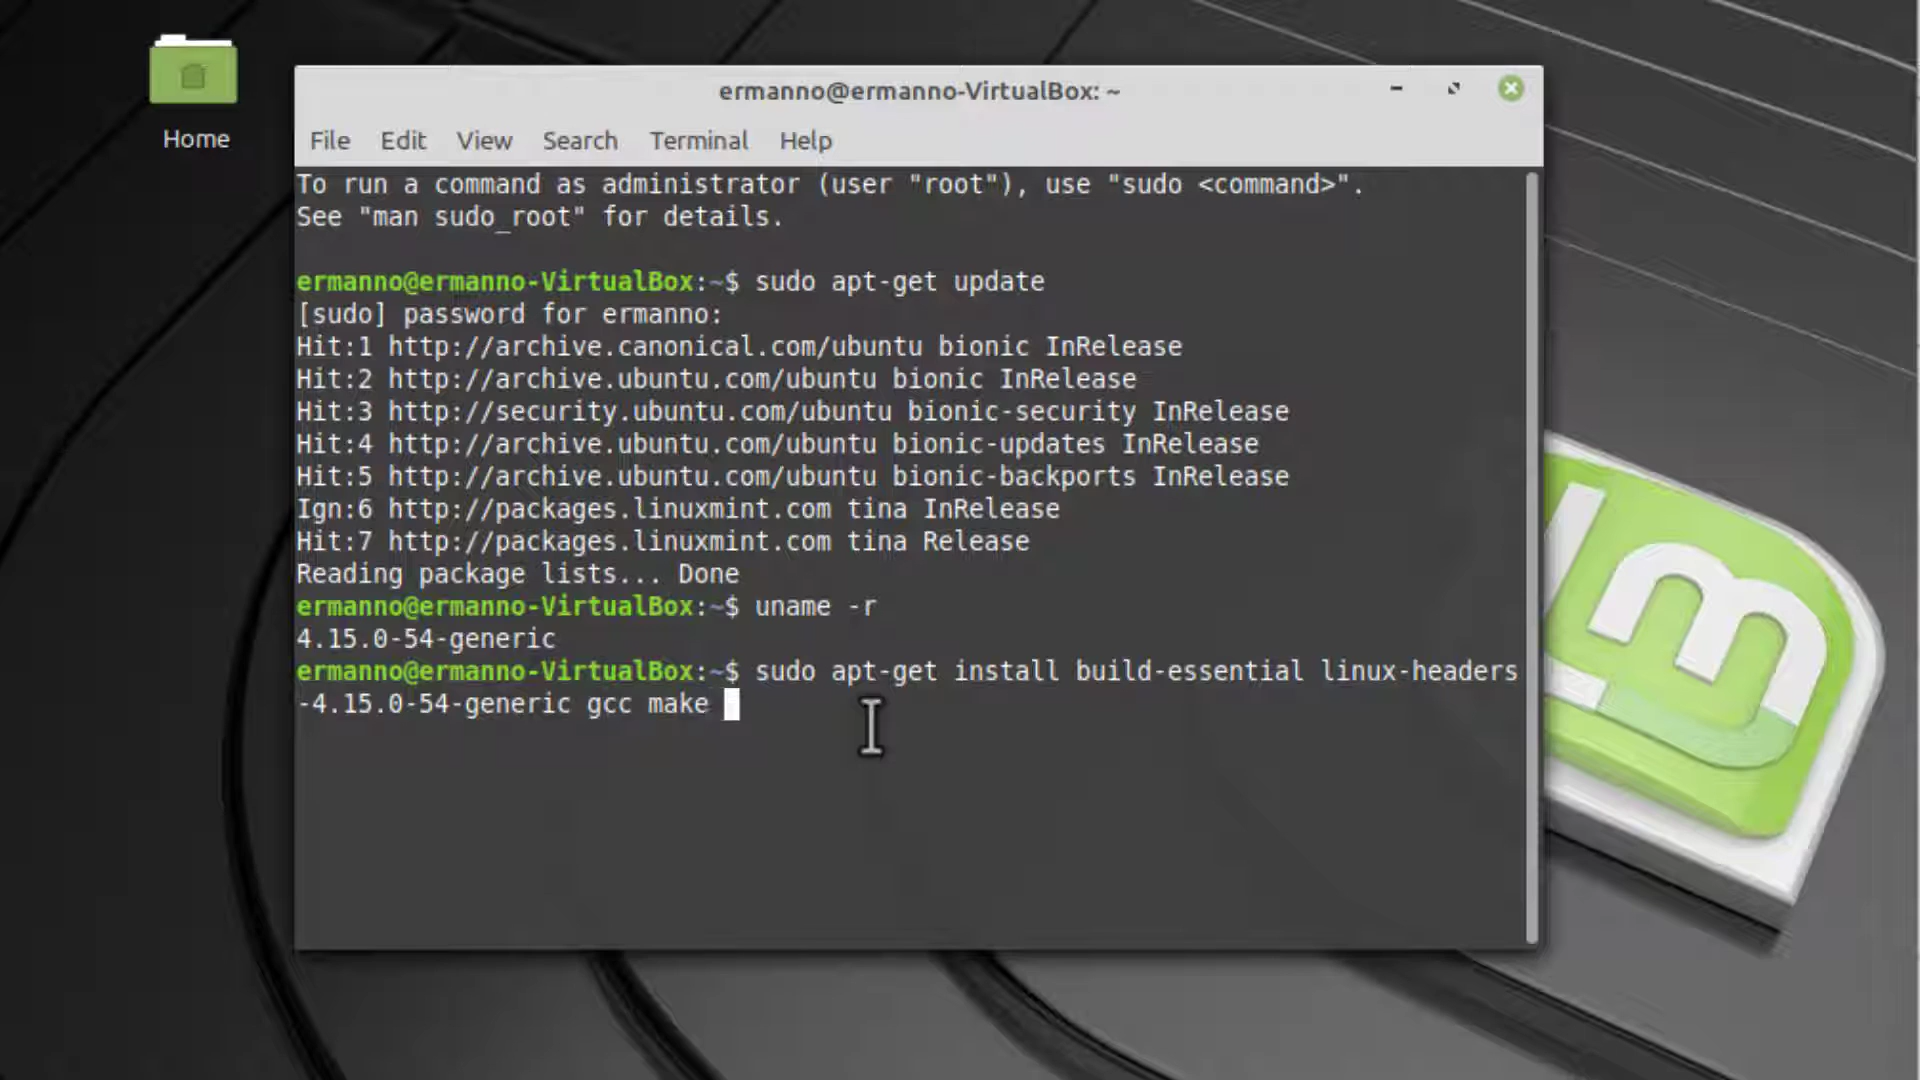 Home
ermanno@ermanno-VirtualBox: ~
File Edit View Search Terminal Help
To run a command as administrator (user "root"), use "sudo <command>".
See "man sudo_root" for details.
ermanno@ermanno-VirtualBox:~$ sudo apt-get update
[sudo] password for ermanno:
Hit:1 http://archive.canonical.com/ubuntu bionic InRelease
Hit:2 http://archive.ubuntu.com/ubuntu bionic InRelease
Hit:3 http://security.ubuntu.com/ubuntu bionic-security InRelease
Hit:4 http://archive.ubuntu.com/ubuntu bionic-updates InRelease
Hit:5 http://archive.ubuntu.com/ubuntu bionic-backports InRelease
Ign:6 http://packages.linuxmint.com tina InRelease
Hit:7 http://packages.linuxmint.com tina Release
Reading package lists... Done
ermanno@ermanno-VirtualBox:~$ uname -r
4.15.0-54-generic
ermanno@ermanno-VirtualBox:~$ sudo apt-get install build-essential linux-headers
-4.15.0-54-generic gcc make